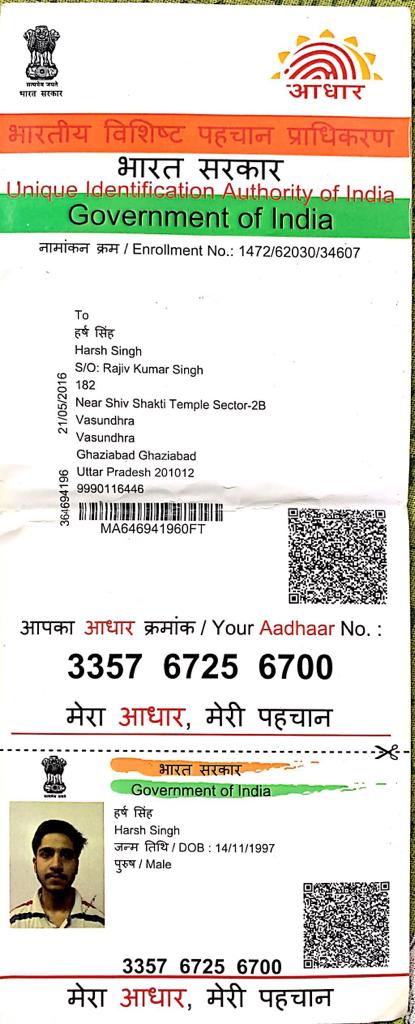 सत्यमेव जयते
भारत सरकार
आधार
भारतीय विशिष्ट पहचान प्राधिकरण
भारत सरकार
Unique Identification Authority of India
Government of India
नामांकन क्रम / Enrollment No.: 1472/62030/34607
To
हर्ष सिंह
Harsh Singh
S/O: Rajiv Kumar Singh
182
Near Shiv Shakti Temple Sector-2B
Vasundhra
Vasundhra
Ghaziabad Ghaziabad
Uttar Pradesh 201012
9990116446
21/05/2016
364694196
MA646941960FT
आपका आधार क्रमांक / Your Aadhaar No. :
3357 6725 6700
मेरा आधार, मेरी पहचान
भारत सरकार
Government of India
हर्ष सिंह
Harsh Singh
जन्म तिथि / DOB : 14/11/1997
पुरुष / Male
3357 6725 6700
मेरा आधार, मेरी पहचान